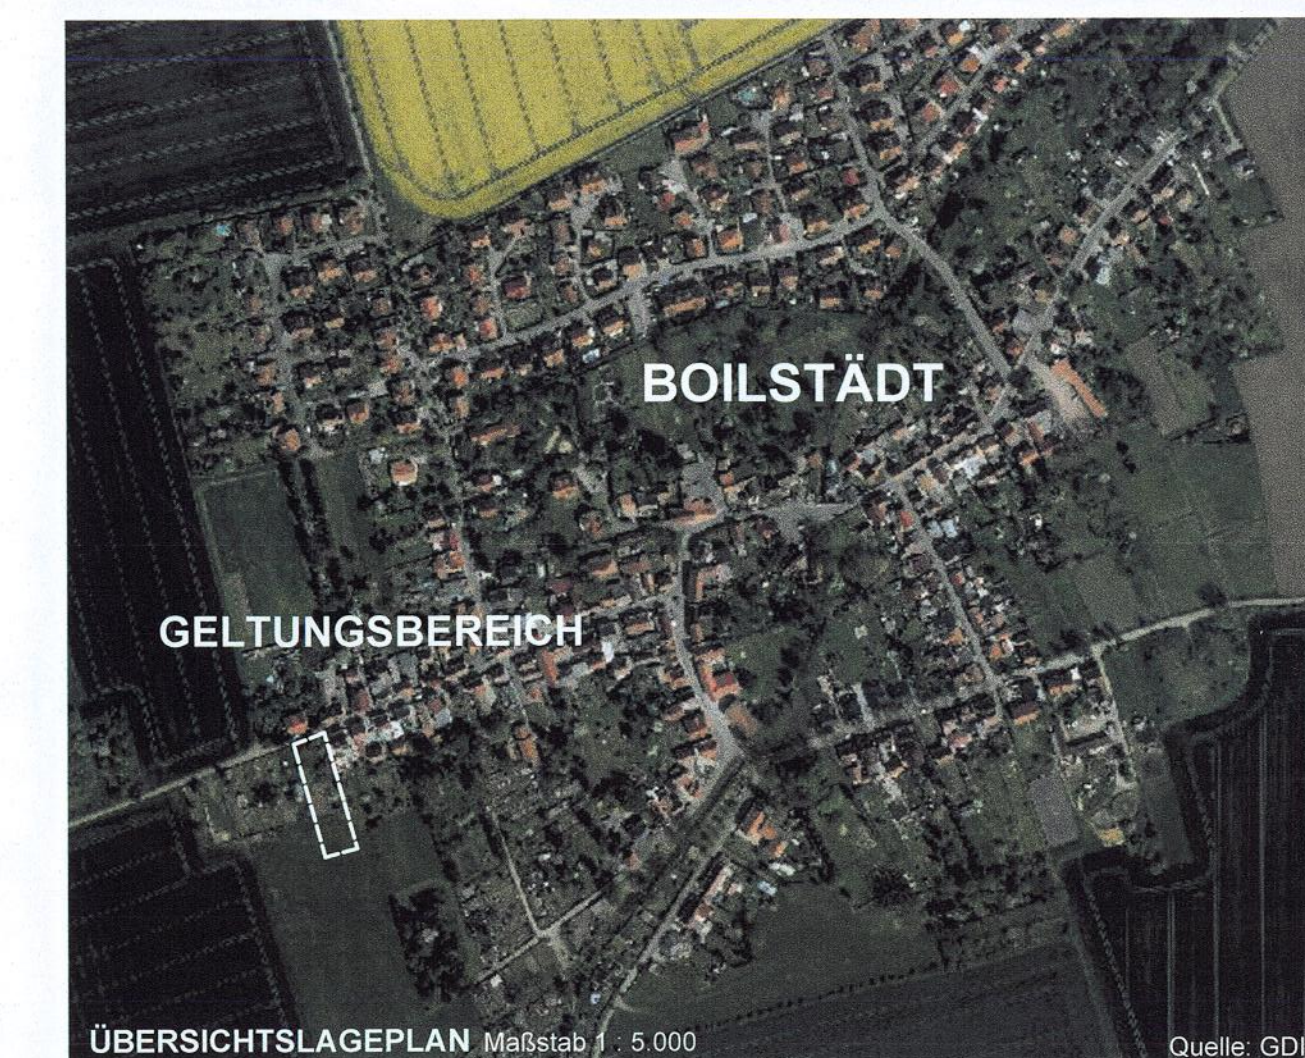 BOILSTÄDT
GELTUNGSBEREICH
ÜBERSICHTSLAGEPLAN Maßstab 1 : 5.000
Quelle: GDI